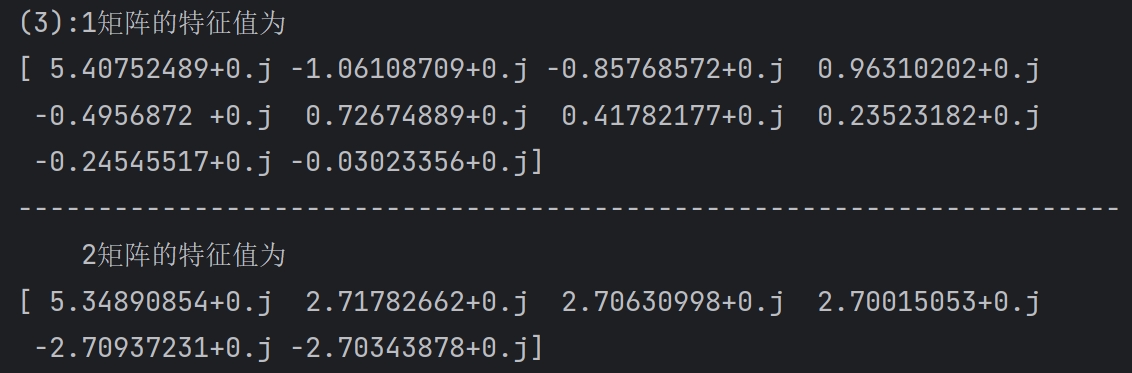 (3):1矩阵的特征值为
[ 5.40752489+0.j -1.06108709+0.j -0.85768572+0.j  0.96310202+0.j
 -0.4956872 +0.j  0.72674889+0.j  0.41782177+0.j  0.23523182+0.j
 -0.24545517+0.j -0.03023356+0.j]
---------------------------------------------------------------------
    2矩阵的特征值为
[ 5.34890854+0.j  2.71782662+0.j  2.70630998+0.j  2.70015053+0.j
 -2.70937231+0.j -2.70343878+0.j]